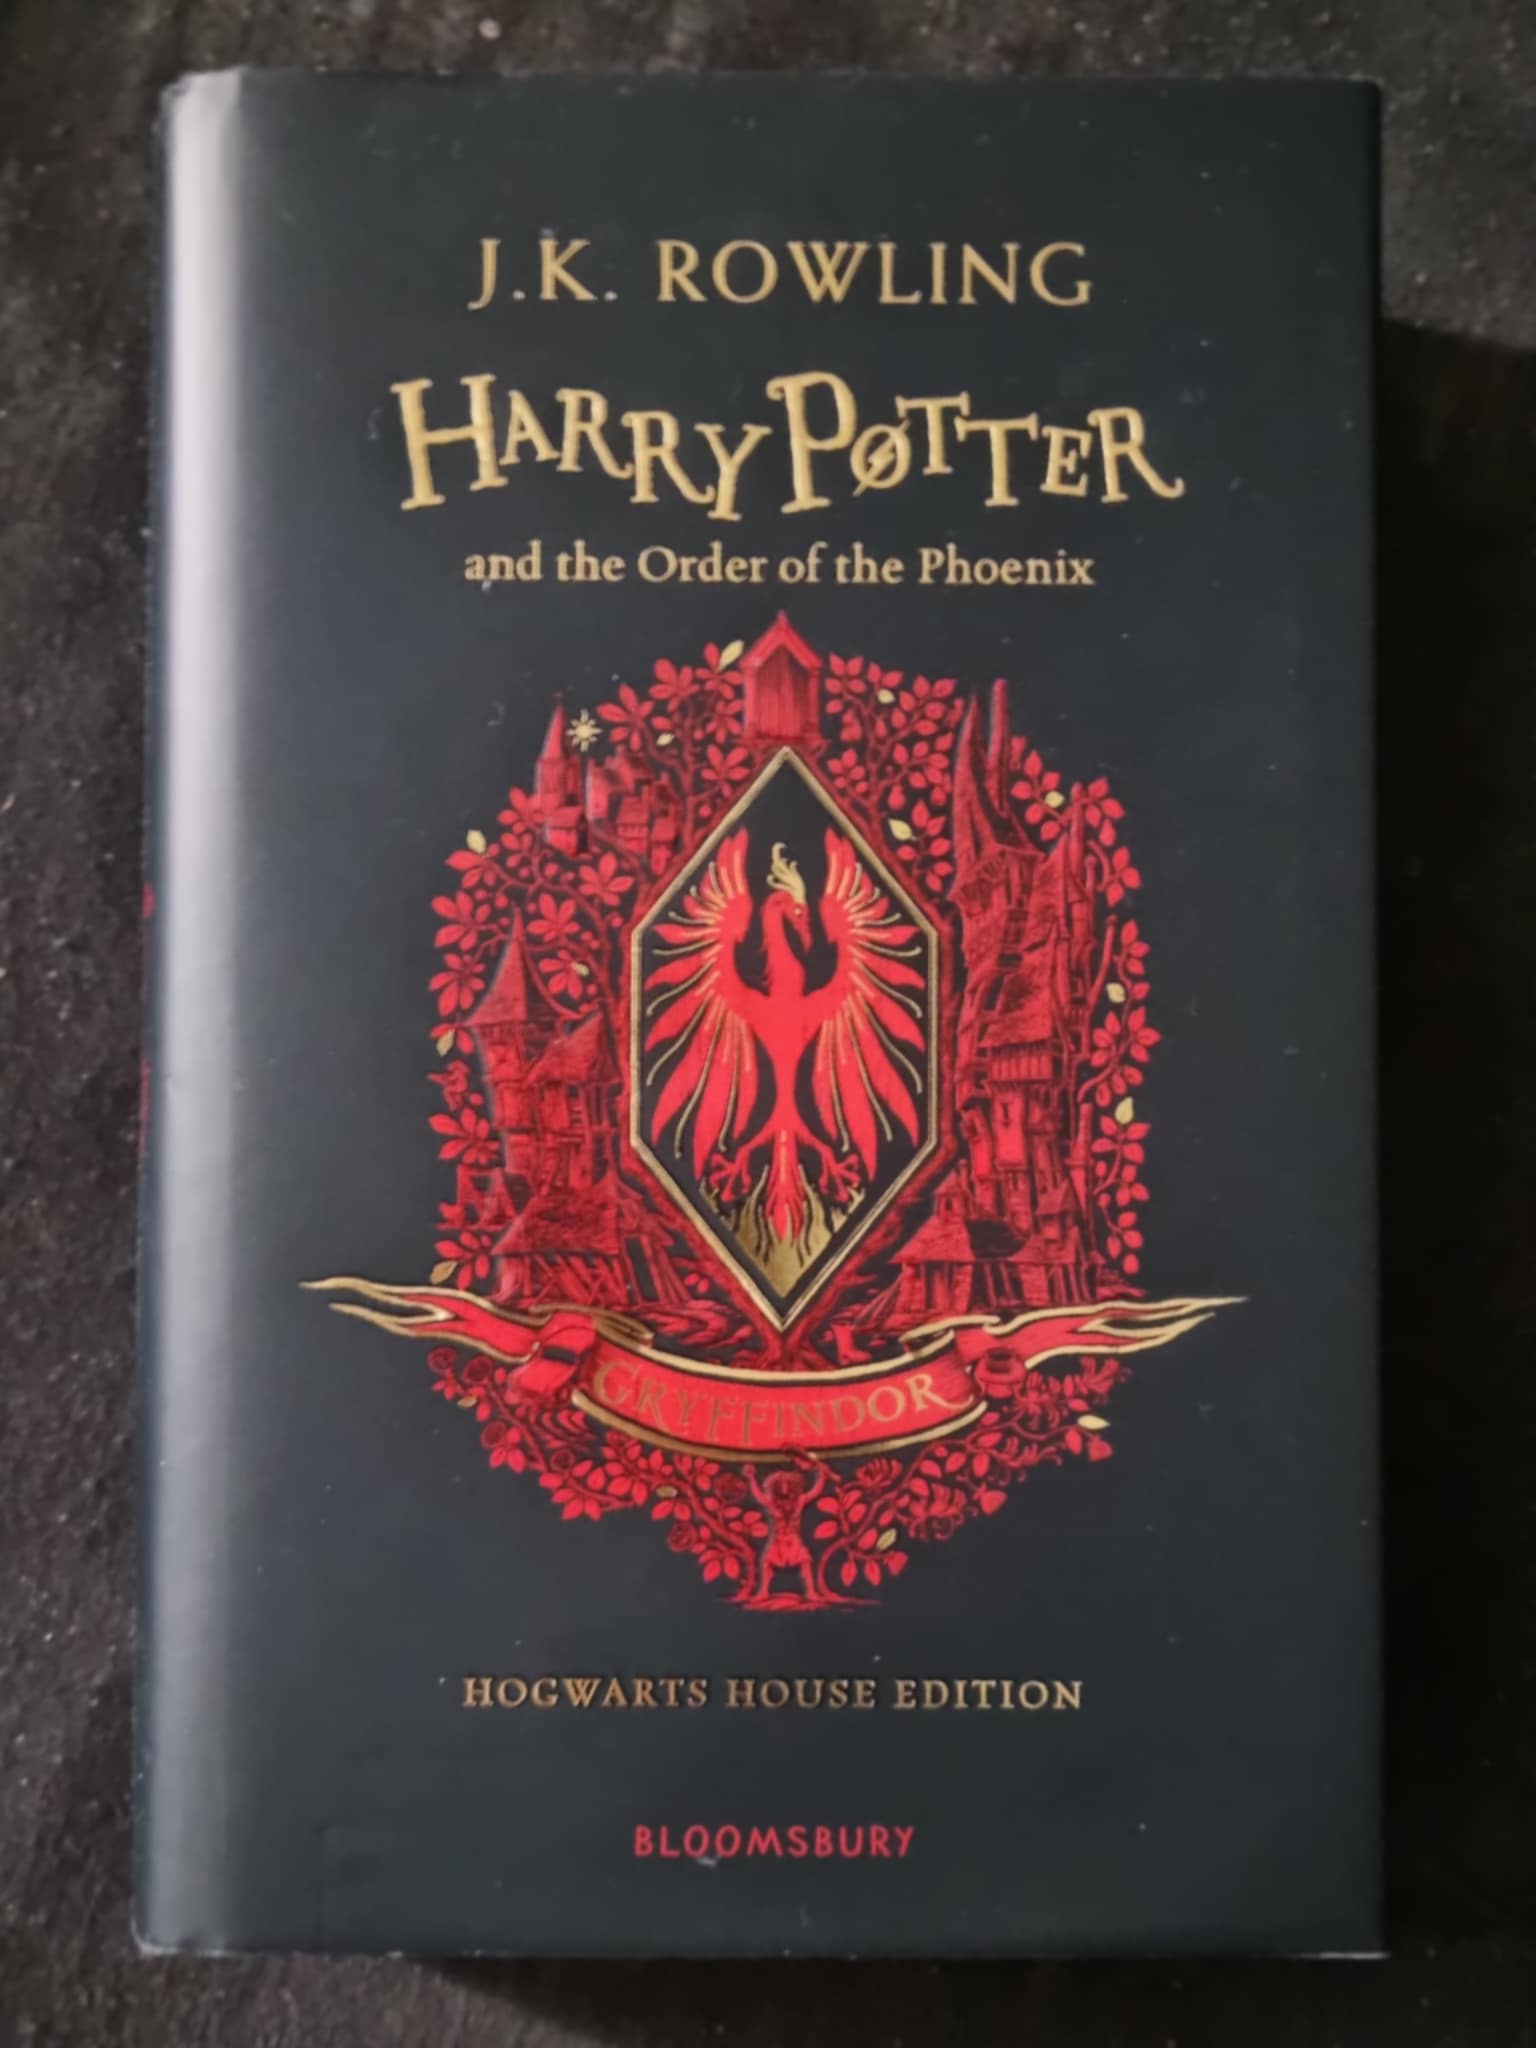 J.K. ROWLING
HARRY POTTER
and the Order of the Phoenix
GRYFFINDOR
HOGWARTS HOUSE EDITION
BLOOMSBURY